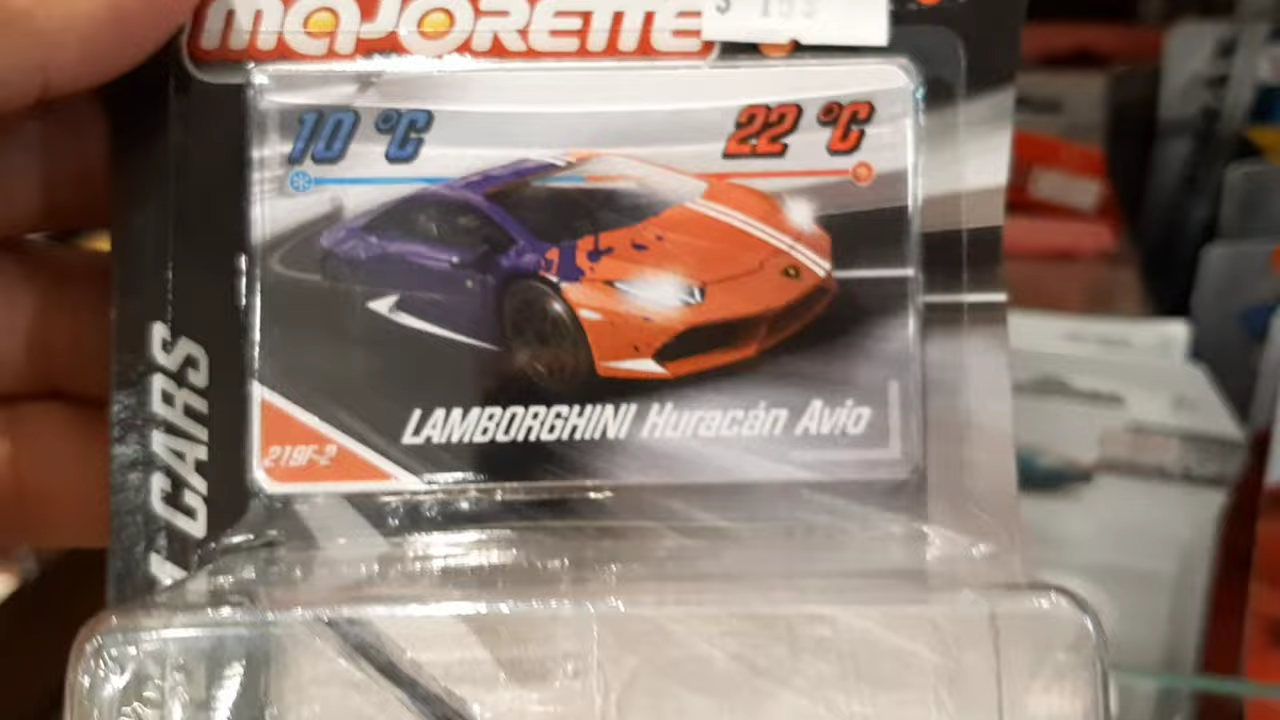 MAJORETTE
10 °C
22 °C
LAMBORGHINI Huracán Avio
219F-2
CARS